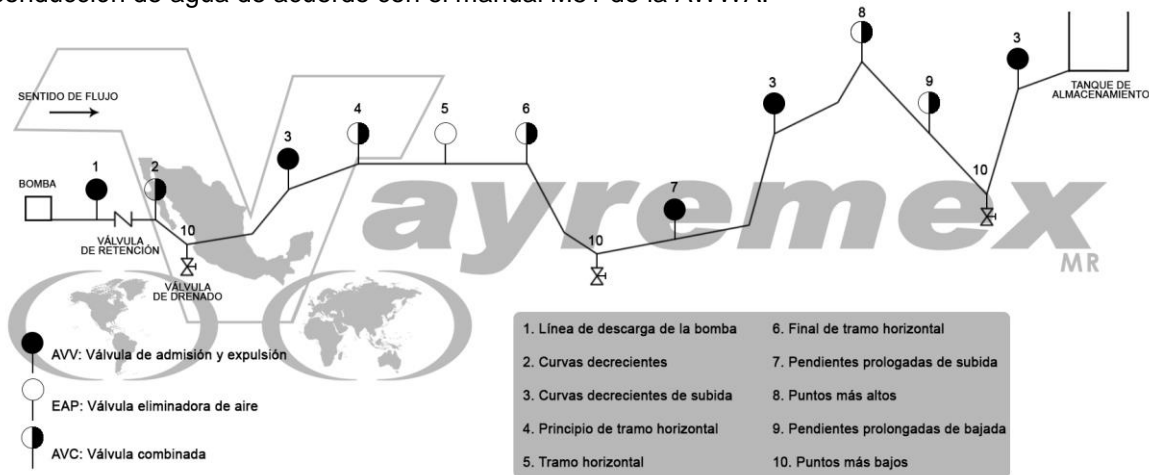 conducción de agua de acuerdo con el manual M51 de la AWWA.
8
3
SENTIDO DE FLUJO
3
9
TANQUE DE
ALMACENAMIENTO
4
5
6
3
1
2
BOMBA
10
7
10
VÁLVULA
DE RETENCIÓN
10
ayremex
MR
VÁLVULA
DE DRENADO
AVV: Válvula de admisión y expulsión
EAP: Válvula eliminadora de aire
AVC: Válvula combinada
1. Línea de descarga de la bomba
2. Curvas decrecientes
3. Curvas decrecientes de subida
4. Principio de tramo horizontal
5. Tramo horizontal
6. Final de tramo horizontal
7. Pendientes prologadas de subida
8. Puntos más altos
9. Pendientes prolongadas de bajada
10. Puntos más bajos